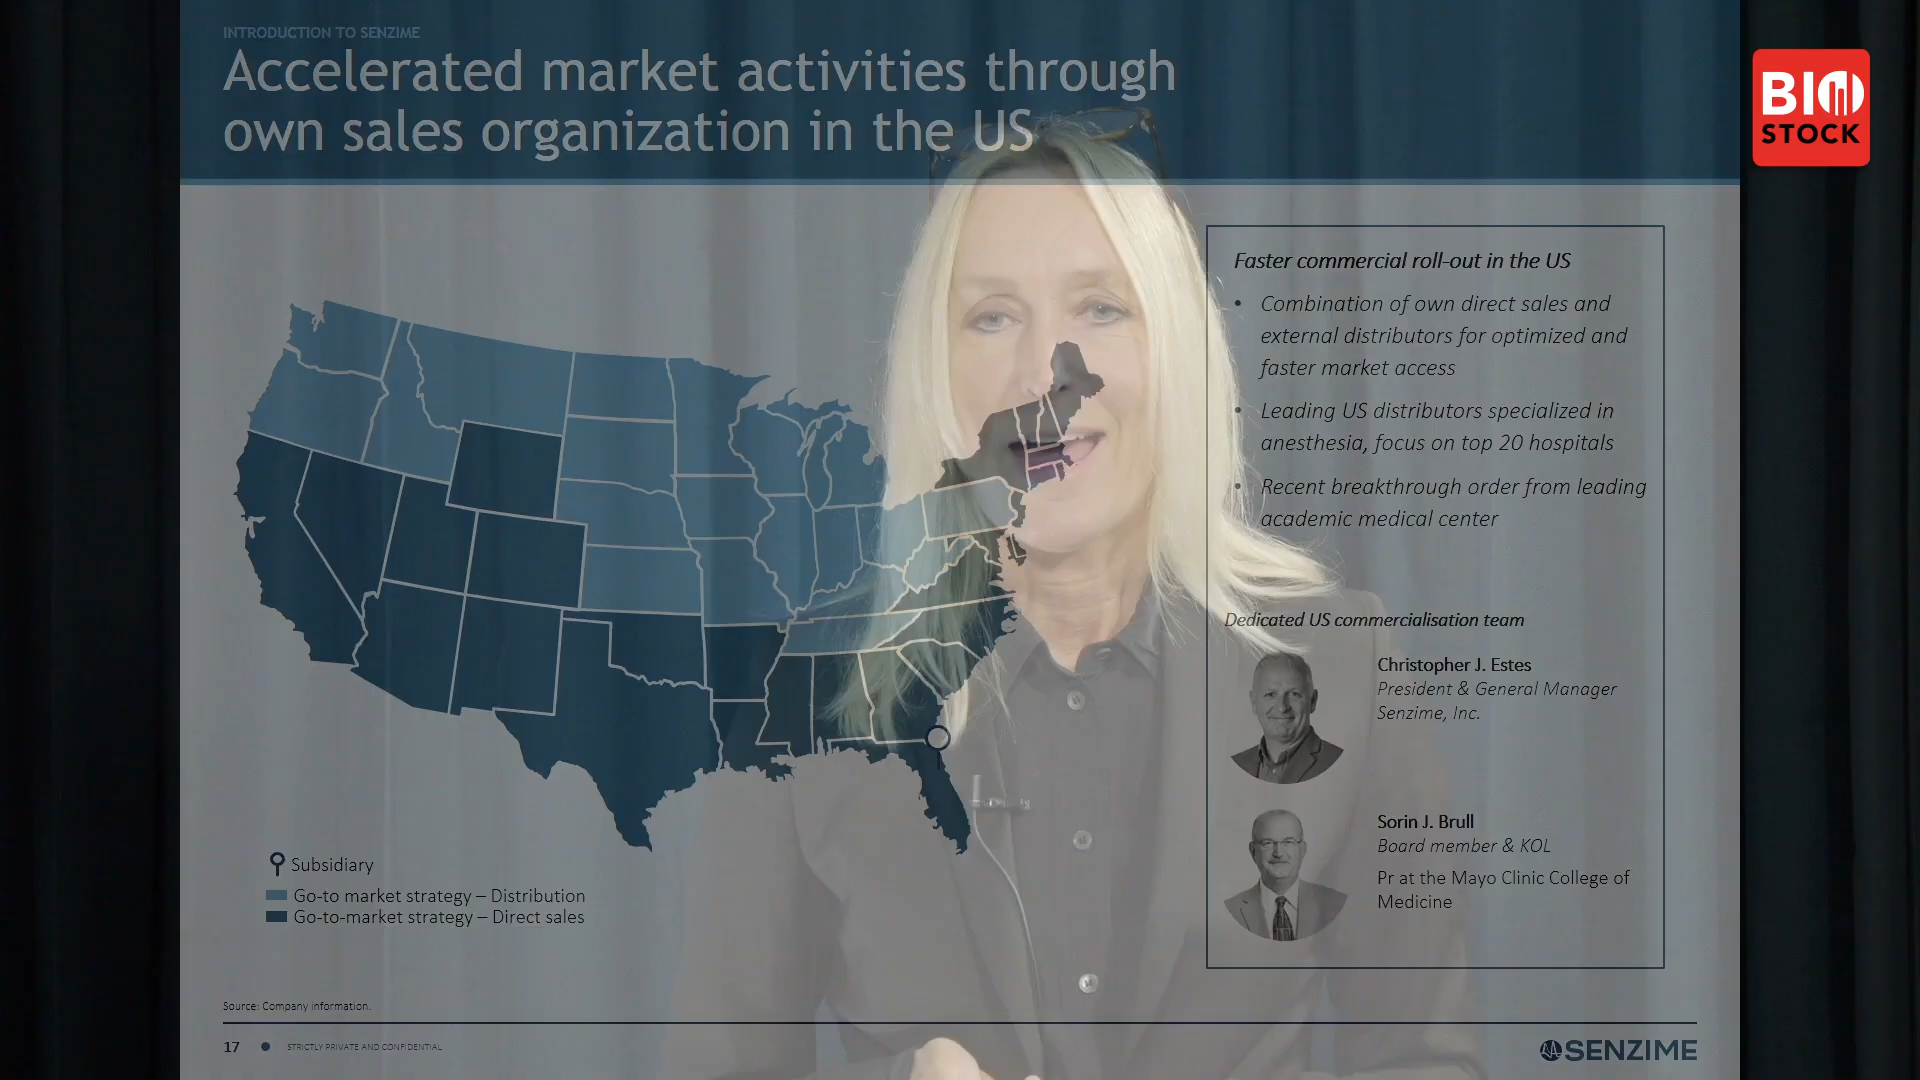 INTRODUCTION TO SENZIME
Accelerated market activities through
own sales organization in the US
BIO
STOCK
Faster commercial roll-out in the US
• Combination of own direct sales and
external distributors for optimized and
faster market access
• Leading US distributors specialized in
anesthesia, focus on top 20 hospitals
• Recent breakthrough order from leading
academic medical center
Dedicated US commercialisation team
Christopher J. Estes
President & General Manager
Senzime, Inc.
Sorin J. Brull
Board member & KOL
Pr at the Mayo Clinic College of
Medicine
Subsidiary
Go-to market strategy – Distribution
Go-to-market strategy – Direct sales
Source: Company information.
17 • STRICTLY PRIVATE AND CONFIDENTIAL
SENZIME